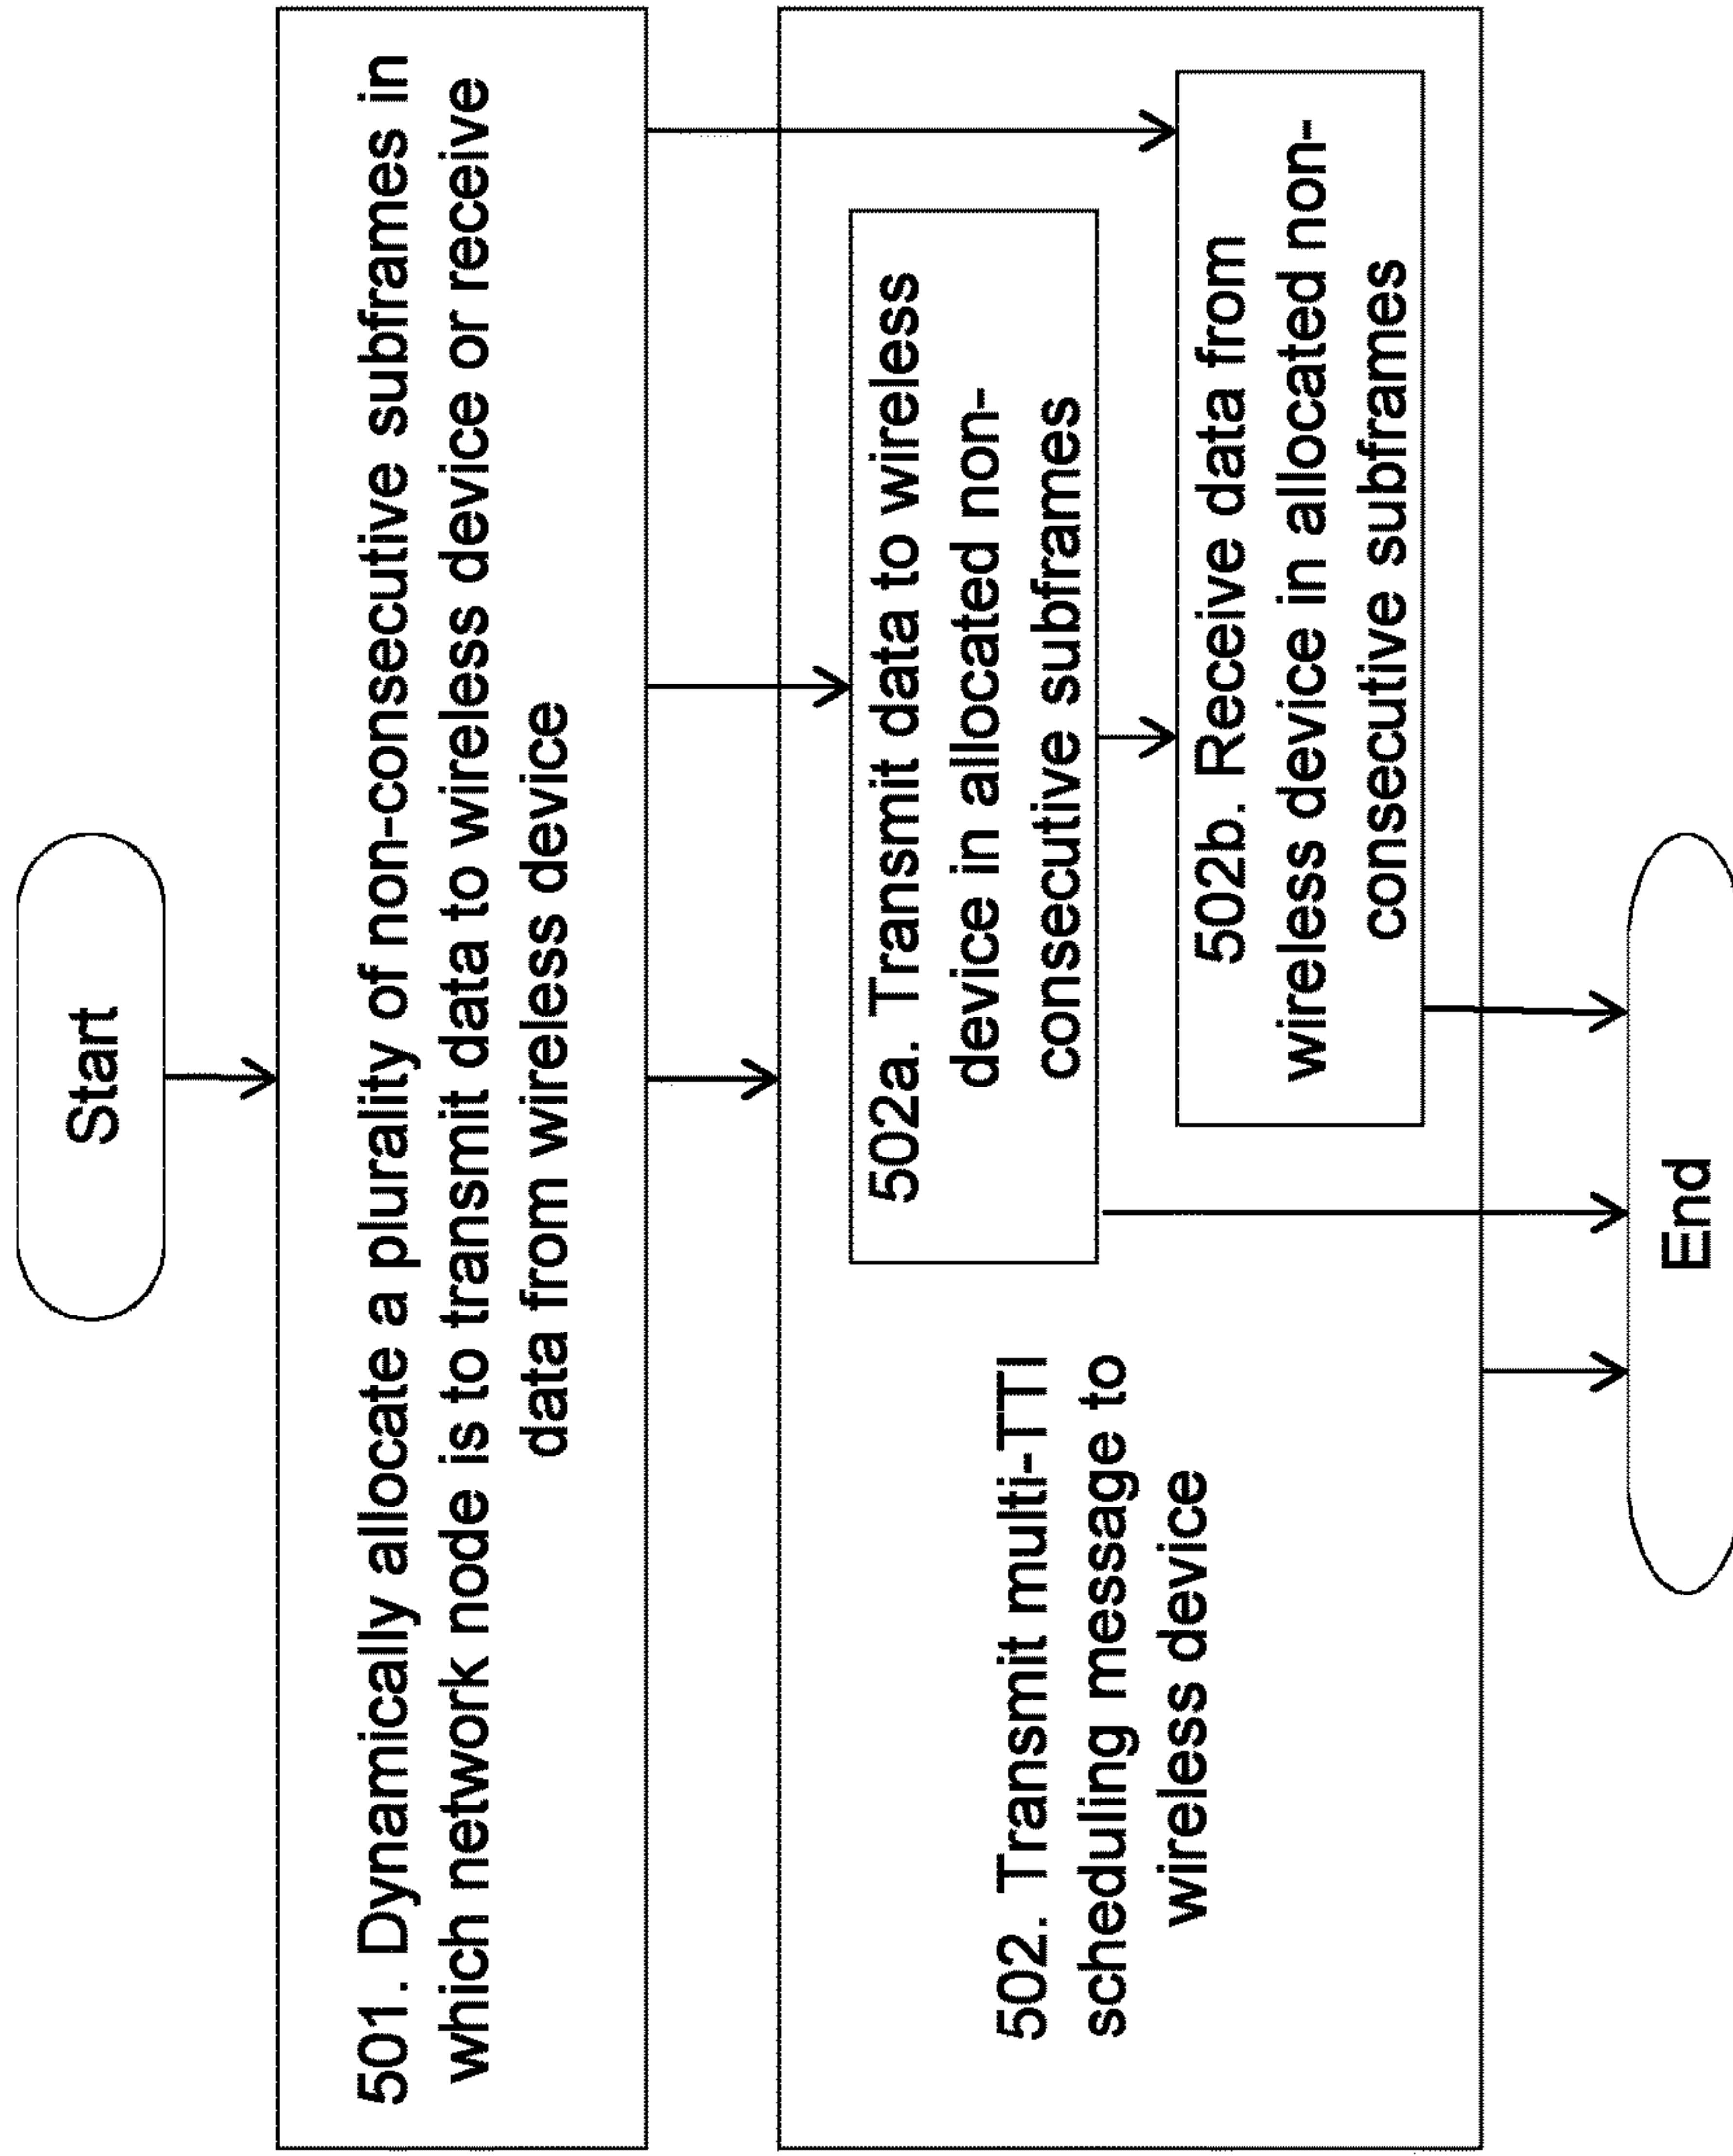 Start
501. Dynamically allocate a plurality of non-consecutive subframes in
which network node is to transmit data to wireless device or receive
data from wireless device
502. Transmit multi-TTI
scheduling message to
wireless device
502a. Transmit data to wireless
device in allocated non-
consecutive subframes
502b. Receive data from
wireless device in allocated non-
consecutive subframes
End